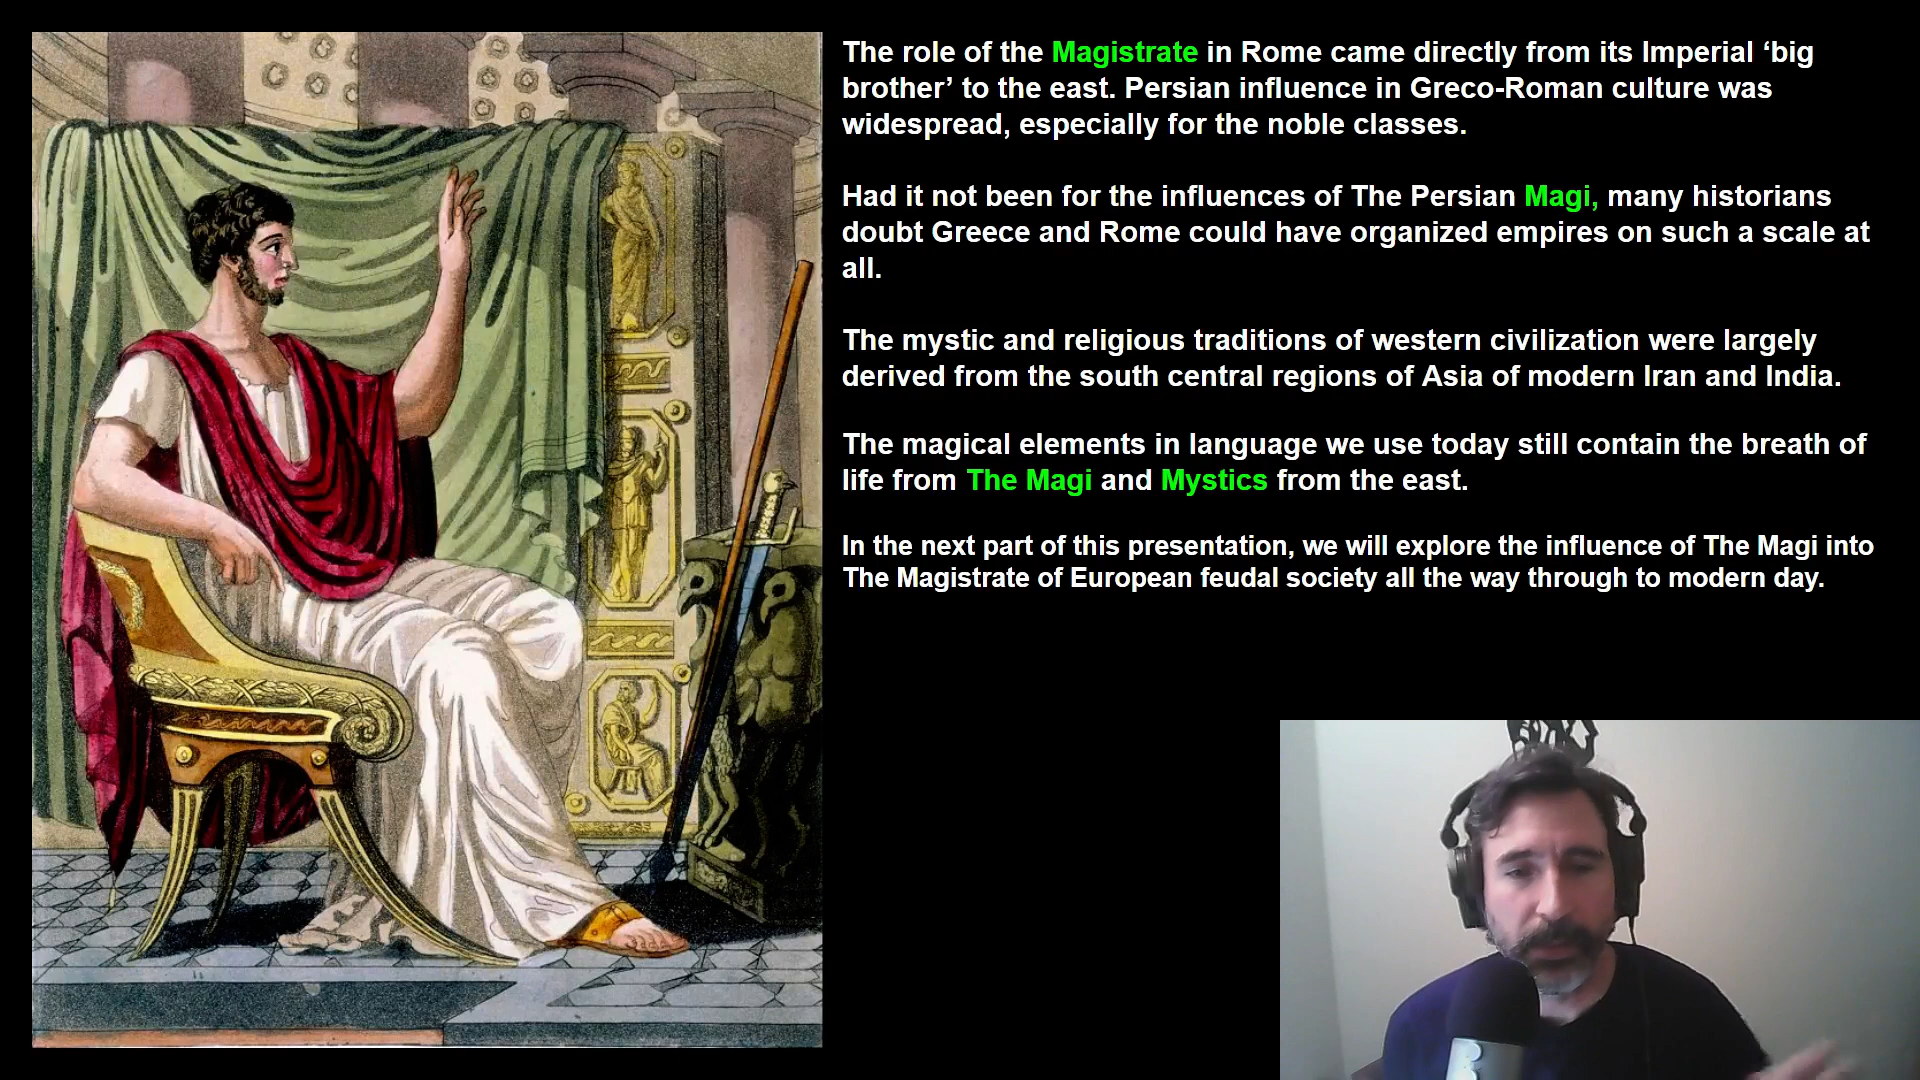 The role of the Magistrate in Rome came directly from its Imperial ‘big
brother’ to the east. Persian influence in Greco-Roman culture was
widespread, especially for the noble classes.
Had it not been for the influences of The Persian Magi, many historians
doubt Greece and Rome could have organized empires on such a scale at
all.
The mystic and religious traditions of western civilization were largely
derived from the south central regions of Asia of modern Iran and India.
The magical elements in language we use today still contain the breath of
life from The Magi and Mystics from the east.
In the next part of this presentation, we will explore the influence of The Magi into
The Magistrate of European feudal society all the way through to modern day.